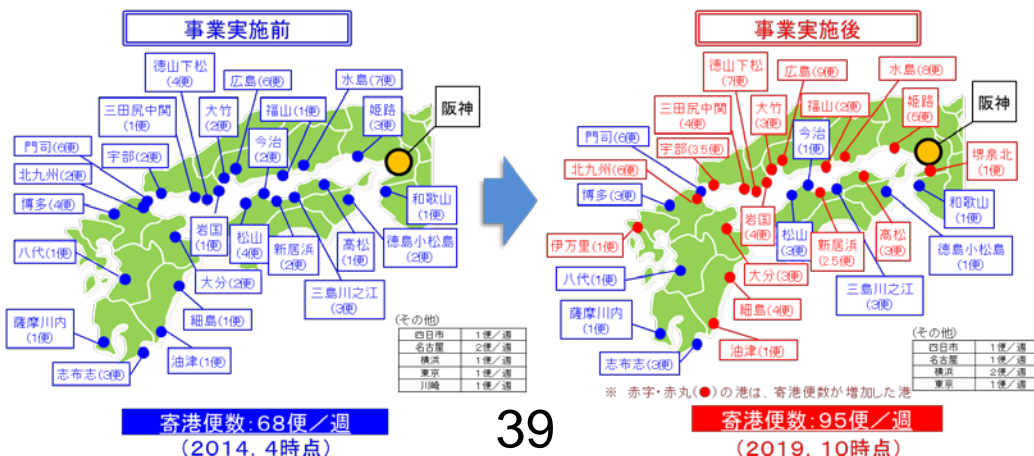 事業実施前
徳山下松
(4便)
広島(6便)
水島(7便)
三田尻中関
(1便)
大竹
(2便)
福山(1便)
姫路
(3便)
阪神
門司(6便)
宇部(2便)
今治
(2便)
北九州(2便)
博多(4便)
和歌山
(1便)
岩国
(1便)
松山
(4便)
新居浜
(2便)
高松
(1便)
徳島小松島
(2便)
八代(1便)
大分(2便)
三島川之江
(3便)
細島(1便)
薩摩川内
(1便)
油津(1便)
志布志(3便)
(その他)
四日市 1便/週
名古屋 2便/週
横浜 1便/週
東京 1便/週
川崎 1便/週
寄港便数:68便/週
(2014.4時点)
39
事業実施後
徳山下松
(7便)
広島(9便)
水島(8便)
三田尻中関
(4便)
大竹
(3便)
福山(2便)
姫路
(5便)
阪神
門司(6便)
宇部(3.5便)
今治
(1便)
堺泉北
(1便)
北九州(6便)
博多(3便)
和歌山
(1便)
岩国
(4便)
伊万里(1便)
松山
(3便)
新居浜
(2.5便)
高松
(3便)
徳島小松島
(1便)
八代(1便)
大分(3便)
三島川之江
(3便)
細島(4便)
薩摩川内
(1便)
油津(1便)
志布志(3便)
(その他)
四日市 1便/週
名古屋 1便/週
横浜 2便/週
東京 1便/週
※ 赤字・赤丸(●)の港は、寄港便数が増加した港
寄港便数:95便/週
(2019.10時点)